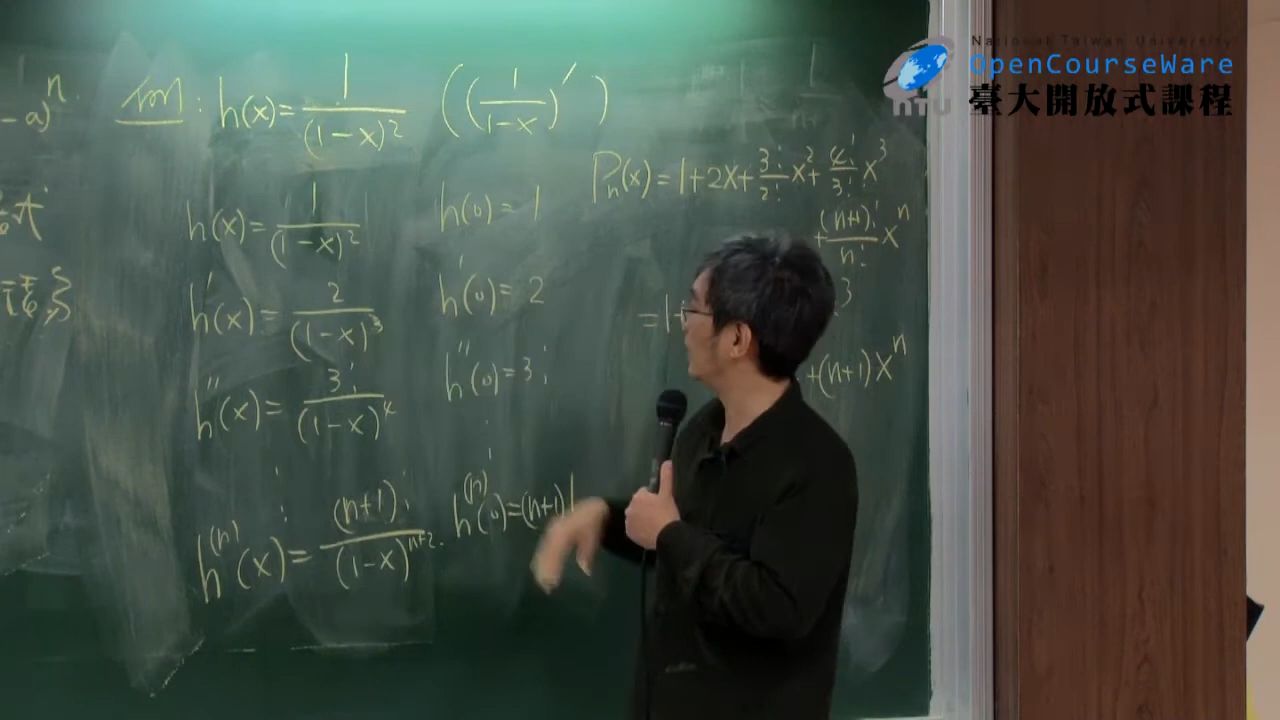 National Taiwan University
OpenCourseWare
NTU 臺大開放式課程
-a)^n
h(x)=1/(1-x)^2 ((1/(1-x))′)
h(x)=1/(1-x)^2 h(0)=1
h′(x)=2/(1-x)^3 h′(0)=2
h″(x)=3!/(1-x)^4 h″(0)=3!
h^(n)(x)=(n+1)!/(1-x)^(n+2). h^(n)(0)=(n+1)!
P_n(x)=1+2x+3!/2! x^2+4!/3! x^3
+(n+1)!/n! x^n
=1+ 3
+(n+1)x^n